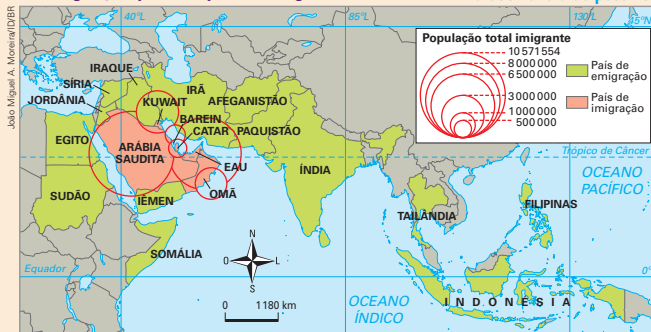 João Miguel A. Moreira/ID/BR
40°L
130°L
45°N
População total imigrante
10 571 554
8 000 000
6 500 000
3 000 000
1 000 000
500 000
País de
emigração
País de
imigração
IRAQUE
SÍRIA
JORDÂNIA
IRÃ
KUWAIT
AFEGANISTÃO
BAREIN
CATAR
PAQUISTÃO
EGITO
ARÁBIA
SAUDITA
EAU
ÍNDIA
OMÃ
SUDÃO
IÊMEN
SOMÁLIA
TAILÂNDIA
FILIPINAS
Trópico de Câncer
OCEANO
PACÍFICO
Equador
0°
N
O
L
S
0 1 180 km
OCEANO
ÍNDICO
INDONÉSIA